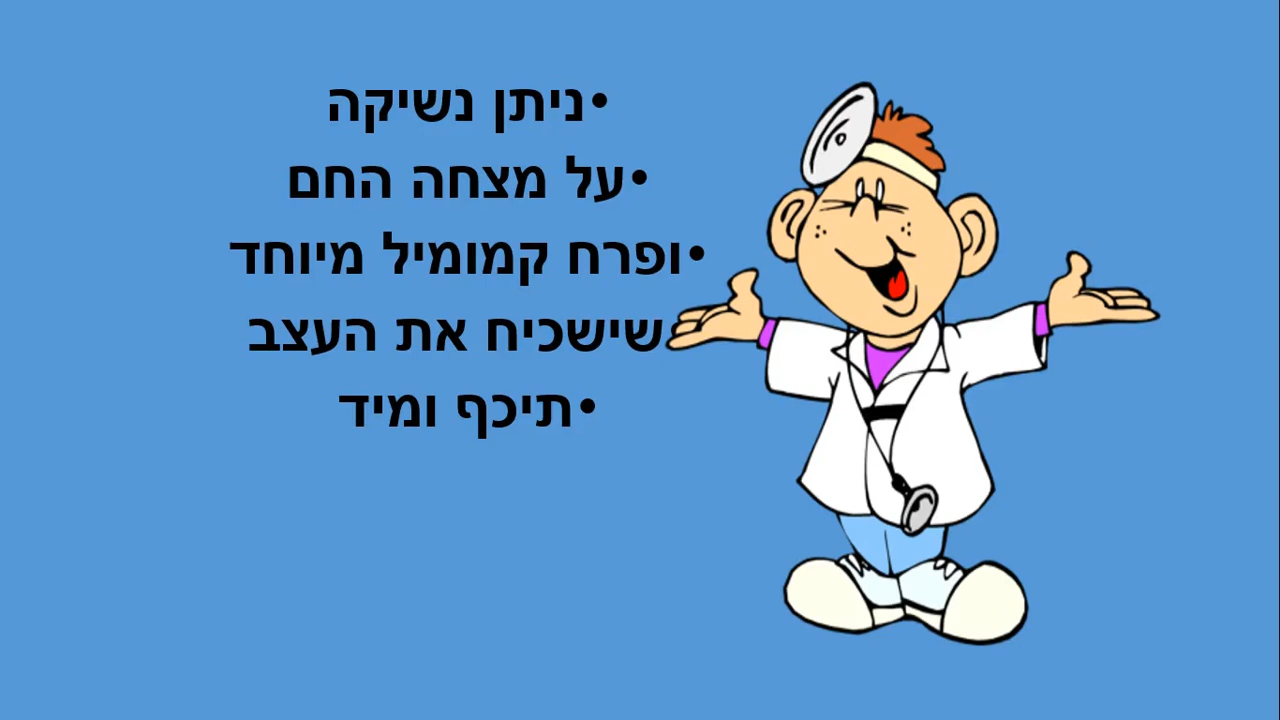 •ניתן נשיקה
•על מצחה החם
•ופרח קמומיל מיוחד
•שישכיח את העצב
•תיכף ומיד